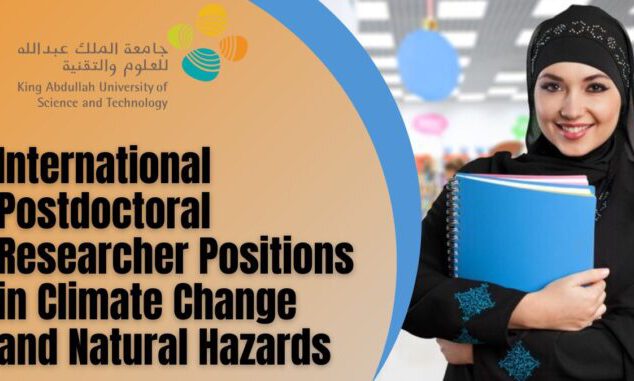 جامعة الملك عبدالله
للعلوم والتقنية
King Abdullah University of
Science and Technology
International
Postdoctoral
Researcher Positions
in Climate Change
and Natural Hazards